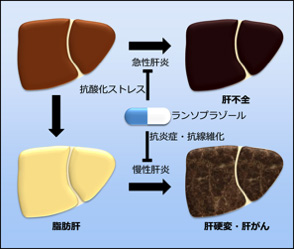 急性肝炎
肝不全
抗酸化ストレス
ランソプラゾール
抗炎症・抗線維化
慢性肝炎
脂肪肝
肝硬変・肝がん